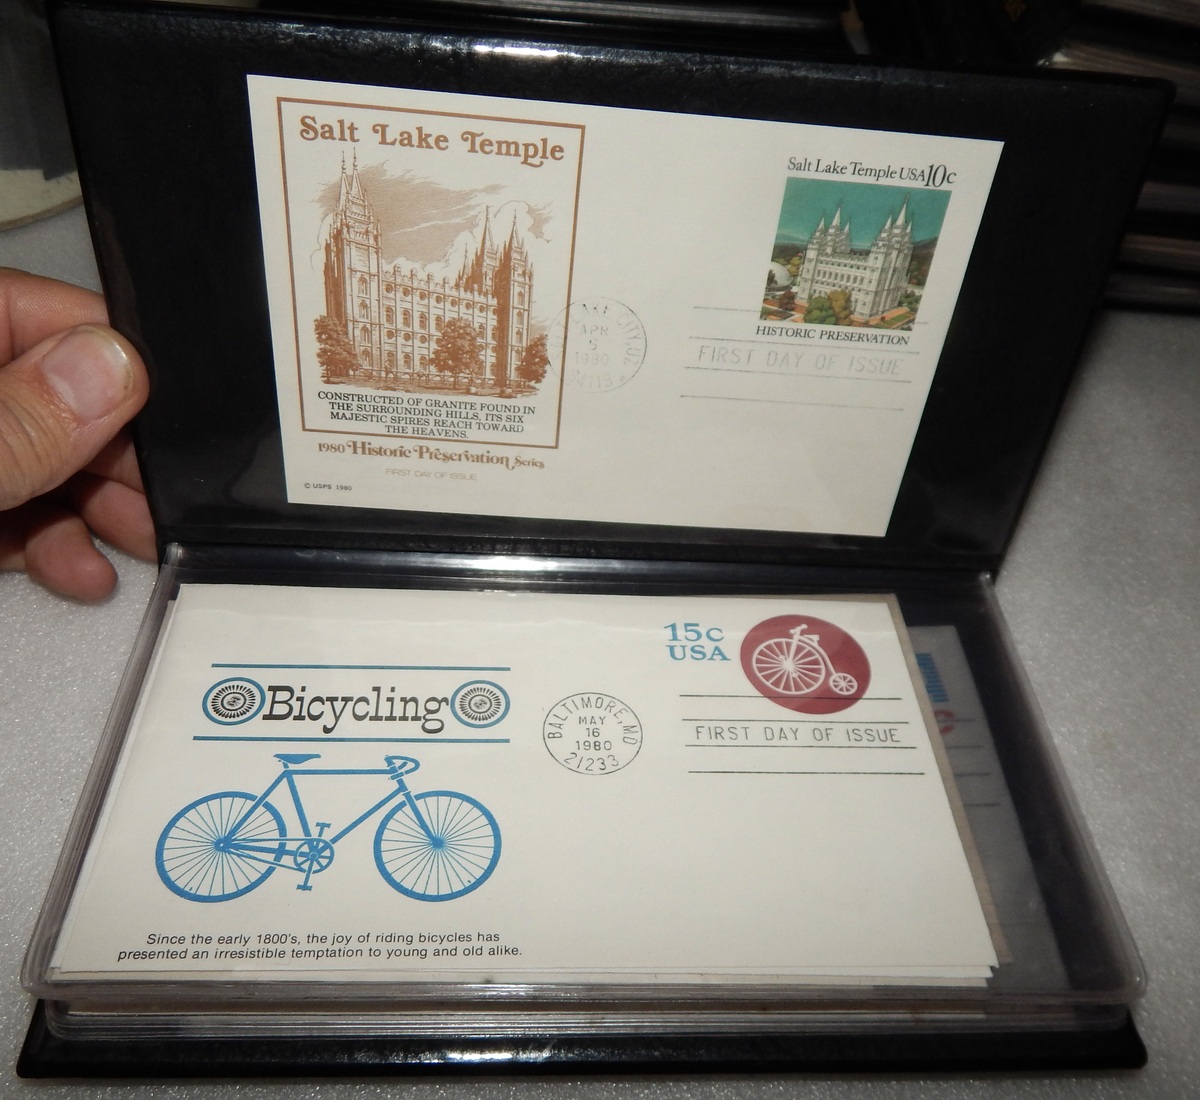 Salt Lake Temple
CONSTRUCTED OF GRANITE FOUND IN
THE SURROUNDING HILLS, ITS SIX
MAJESTIC SPIRES REACH TOWARD
THE HEAVENS.
1980 Historic Preservation Series
FIRST DAY OF ISSUE
© USPS 1980
LAKE CITY, UT
APR
5
1980
Salt Lake Temple USA 10c
HISTORIC PRESERVATION
FIRST DAY OF ISSUE
Bicycling
Since the early 1800's, the joy of riding bicycles has
presented an irresistible temptation to young and old alike.
BALTIMORE, MD
MAY
16
1980
21233
15c
USA
FIRST DAY OF ISSUE